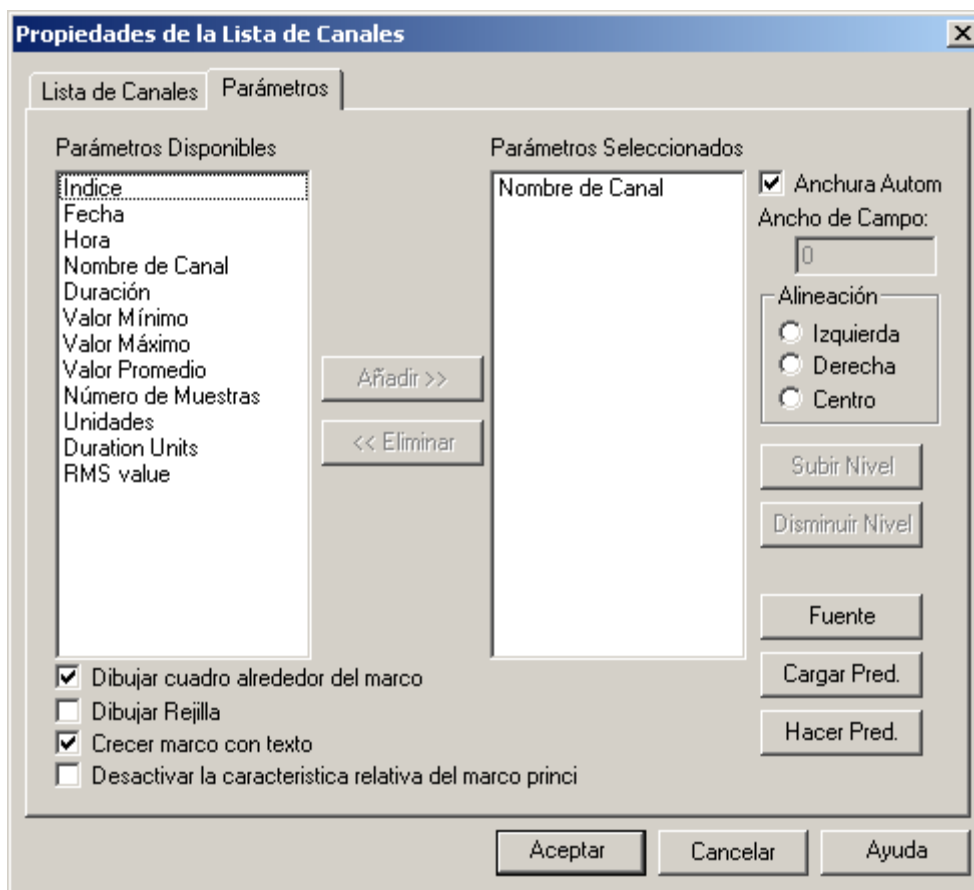 Propiedades de la Lista de Canales
Lista de Canales
Parámetros
Parámetros Disponibles
Indice
Fecha
Hora
Nombre de Canal
Duración
Valor Mínimo
Valor Máximo
Valor Promedio
Número de Muestras
Unidades
Duration Units
RMS value
Añadir >>
<< Eliminar
Parámetros Seleccionados
Nombre de Canal
Anchura Autom
Ancho de Campo:
0
Alineación
Izquierda
Derecha
Centro
Subir Nivel
Disminuir Nivel
Fuente
Cargar Pred.
Hacer Pred.
Dibujar cuadro alrededor del marco
Dibujar Rejilla
Crecer marco con texto
Desactivar la caracteristica relativa del marco princi
Aceptar
Cancelar
Ayuda